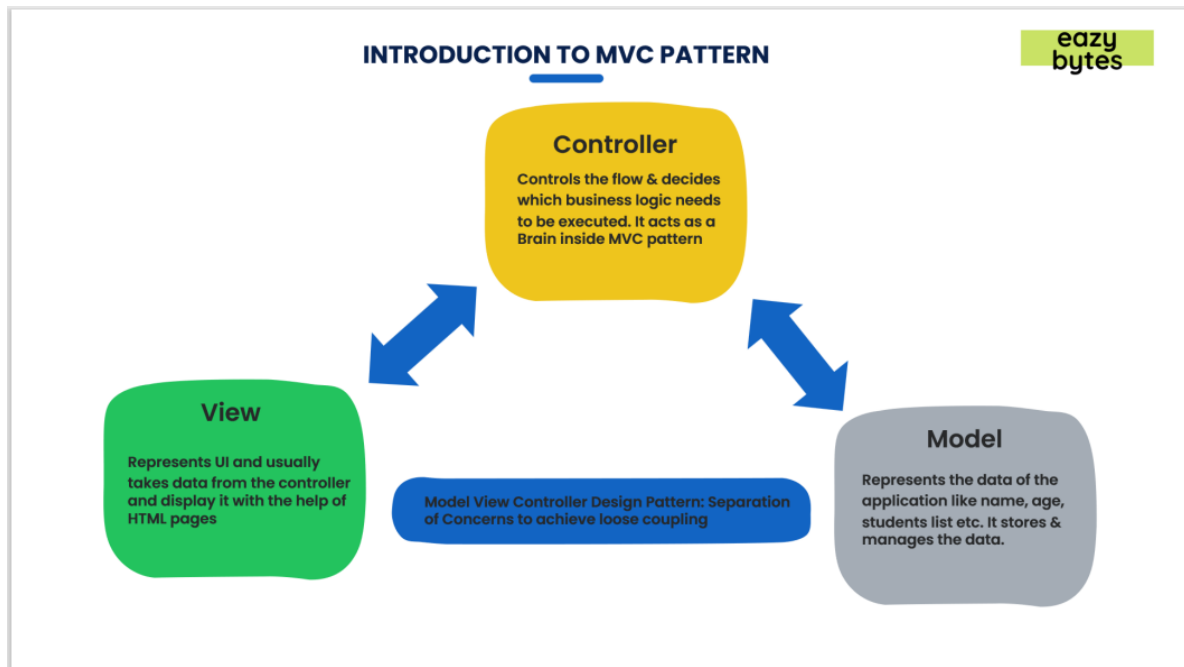 INTRODUCTION TO MVC PATTERN
eazy
bytes
Controller
Controls the flow & decides
which business logic needs
to be executed. It acts as a
Brain inside MVC pattern
View
Represents UI and usually
takes data from the controller
and display it with the help of
HTML pages
Model View Controller Design Pattern: Separation
of Concerns to achieve loose coupling
Model
Represents the data of the
application like name, age,
students list etc. It stores &
manages the data.